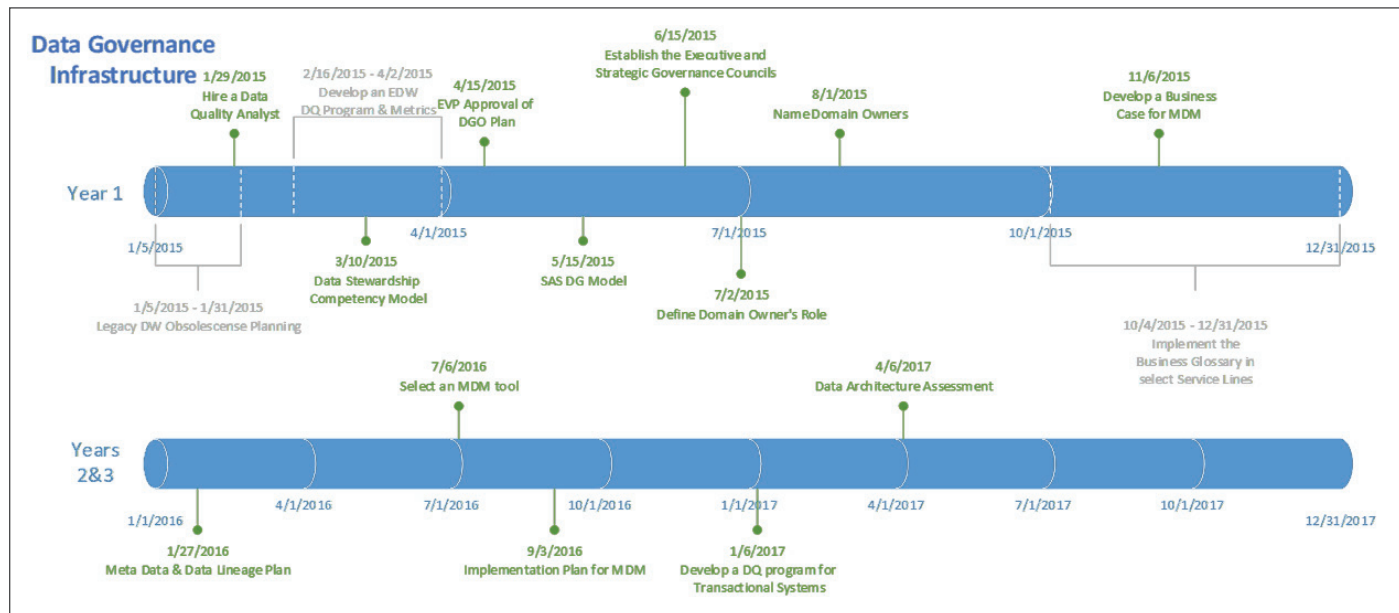 Data Governance
Infrastructure
1/29/2015
Hire a Data
Quality Analyst
2/16/2015 - 4/2/2015
Develop an EDW
DQ Program & Metrics
4/15/2015
EVP Approval of
DGO Plan
6/15/2015
Establish the Executive and
Strategic Governance Councils
8/1/2015
Name Domain Owners
11/6/2015
Develop a Business
Case for MDM
Year 1
1/5/2015
4/1/2015
7/1/2015
10/1/2015
12/31/2015
1/5/2015 - 1/31/2015
Legacy DW Obsolescense Planning
3/10/2015
Data Stewardship
Competency Model
5/15/2015
SAS DG Model
7/2/2015
Define Domain Owner's Role
10/4/2015 - 12/31/2015
Implement the
Business Glossary in
select Service Lines
7/6/2016
Select an MDM tool
4/6/2017
Data Architecture Assessment
Years
2&3
1/1/2016
4/1/2016
7/1/2016
10/1/2016
1/1/2017
4/1/2017
7/1/2017
10/1/2017
12/31/2017
1/27/2016
Meta Data & Data Lineage Plan
9/3/2016
Implementation Plan for MDM
1/6/2017
Develop a DQ program for
Transactional Systems